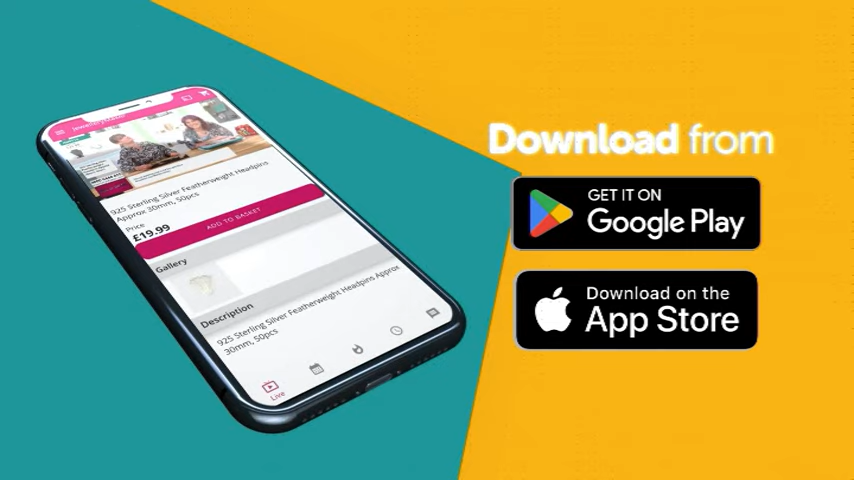 JewelleryMaker
925 Sterling Silver Featherweight Headpins
Approx 30mm, 50pcs
Price
£19.99
ADD TO BASKET
Gallery
Description
925 Sterling Silver Featherweight Headpins Approx
30mm, 50pcs
Live
Download from
GET IT ON
Google Play
Download on the
App Store